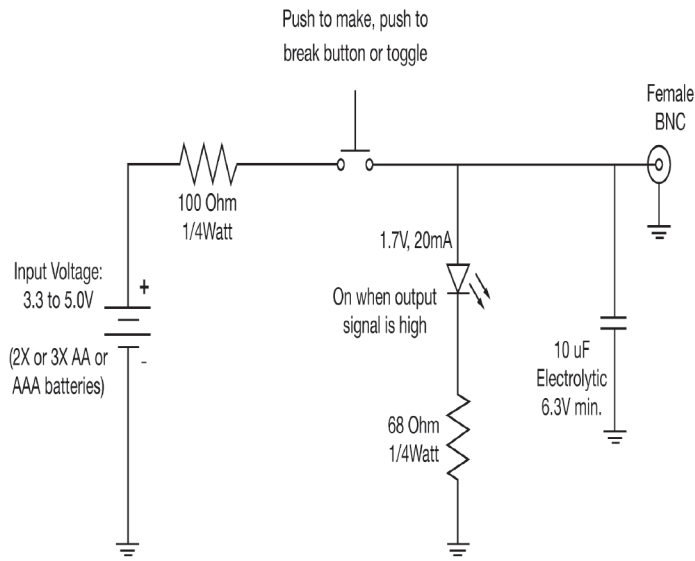 Push to make, push to
break button or toggle
Female
BNC
100 Ohm
1/4Watt
1.7V, 20mA
Input Voltage:
3.3 to 5.0V
+
On when output
signal is high
(2X or 3X AA or
AAA batteries)
-
10 uF
Electrolytic
6.3V min.
68 Ohm
1/4Watt